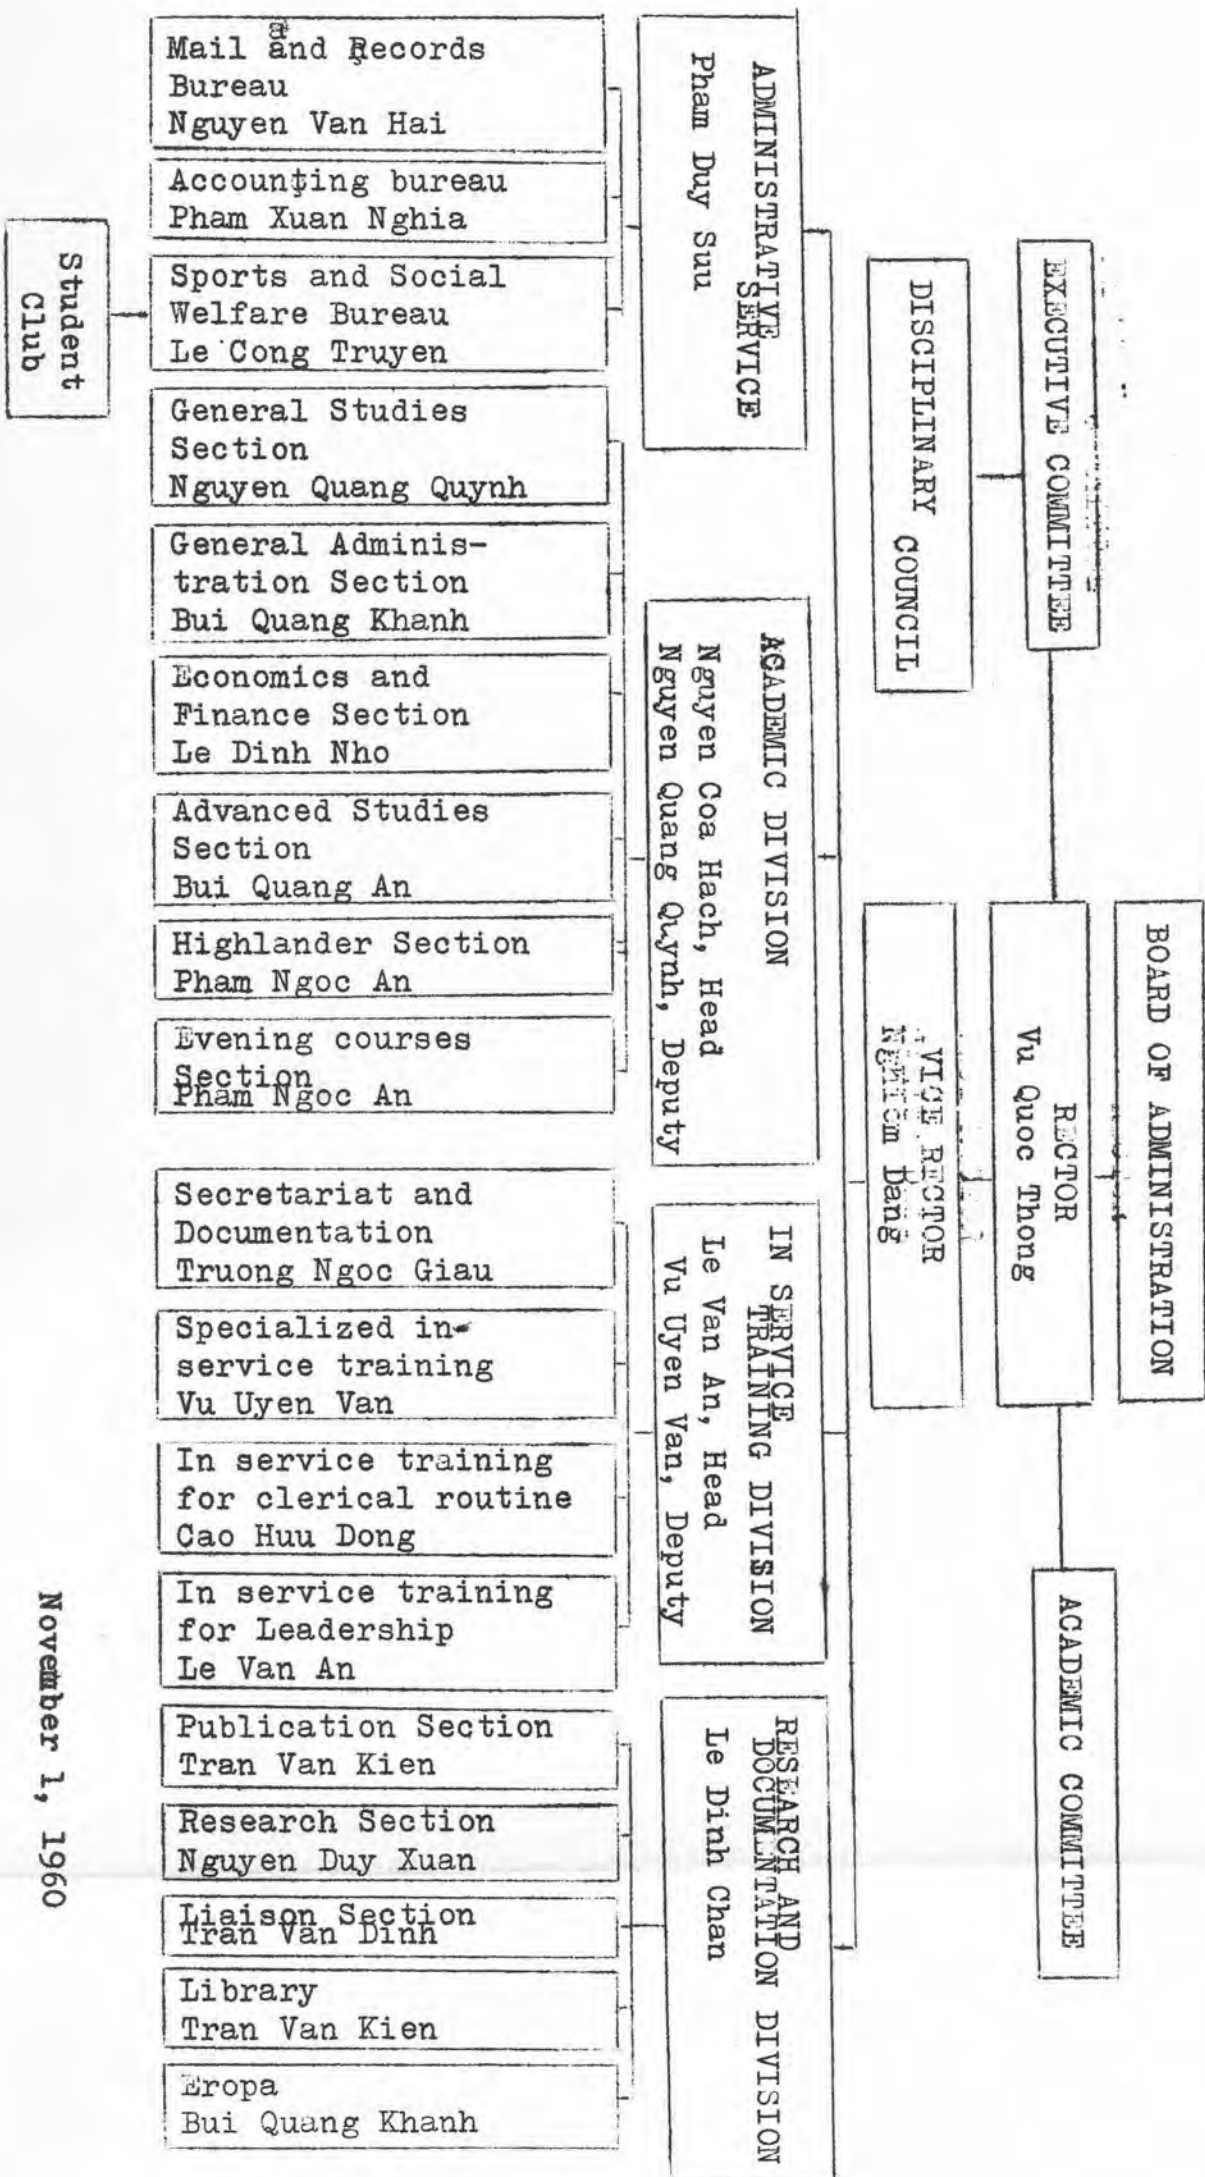 BOARD OF ADMINISTRATION
RECTOR
Vu Quoc Thong
EXECUTIVE COMMITTEE
ACADEMIC COMMITTEE
DISCIPLINARY COUNCIL
VICE RECTOR
Nghiem Dang
ADMINISTRATIVE
SERVICE
Pham Duy Suu
ACADEMIC DIVISION
Nguyen Coa Hach, Head
Nguyen Quang Quynh, Deputy
IN SERVICE
TRAINING DIVISION
Le Van An, Head
Vu Uyen Van, Deputy
RESEARCH AND
DOCUMENTATION DIVISION
Le Dinh Chan
Mail and Records
Bureau
Nguyen Van Hai
Accounting bureau
Pham Xuan Nghia
Sports and Social
Welfare Bureau
Le Cong Truyen
General Studies
Section
Nguyen Quang Quynh
General Adminis-
tration Section
Bui Quang Khanh
Economics and
Finance Section
Le Dinh Nho
Advanced Studies
Section
Bui Quang An
Highlander Section
Pham Ngoc An
Evening courses
Section
Pham Ngoc An
Secretariat and
Documentation
Truong Ngoc Giau
Specialized in-
service training
Vu Uyen Van
In service training
for clerical routine
Cao Huu Dong
In service training
for Leadership
Le Van An
Publication Section
Tran Van Kien
Research Section
Nguyen Duy Xuan
Liaison Section
Tran Van Dinh
Library
Tran Van Kien
Eropa
Bui Quang Khanh
Student
Club
November 1, 1960